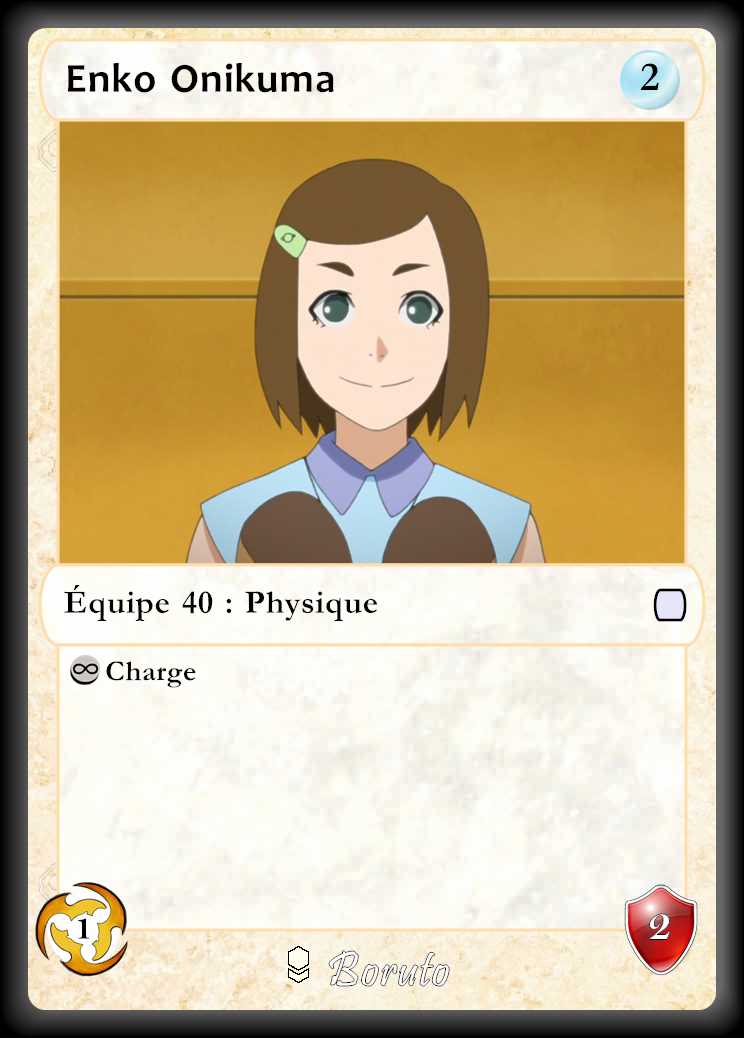 Enko Onikuma
2
Équipe 40 : Physique
∞ Charge
1
2
Boruto